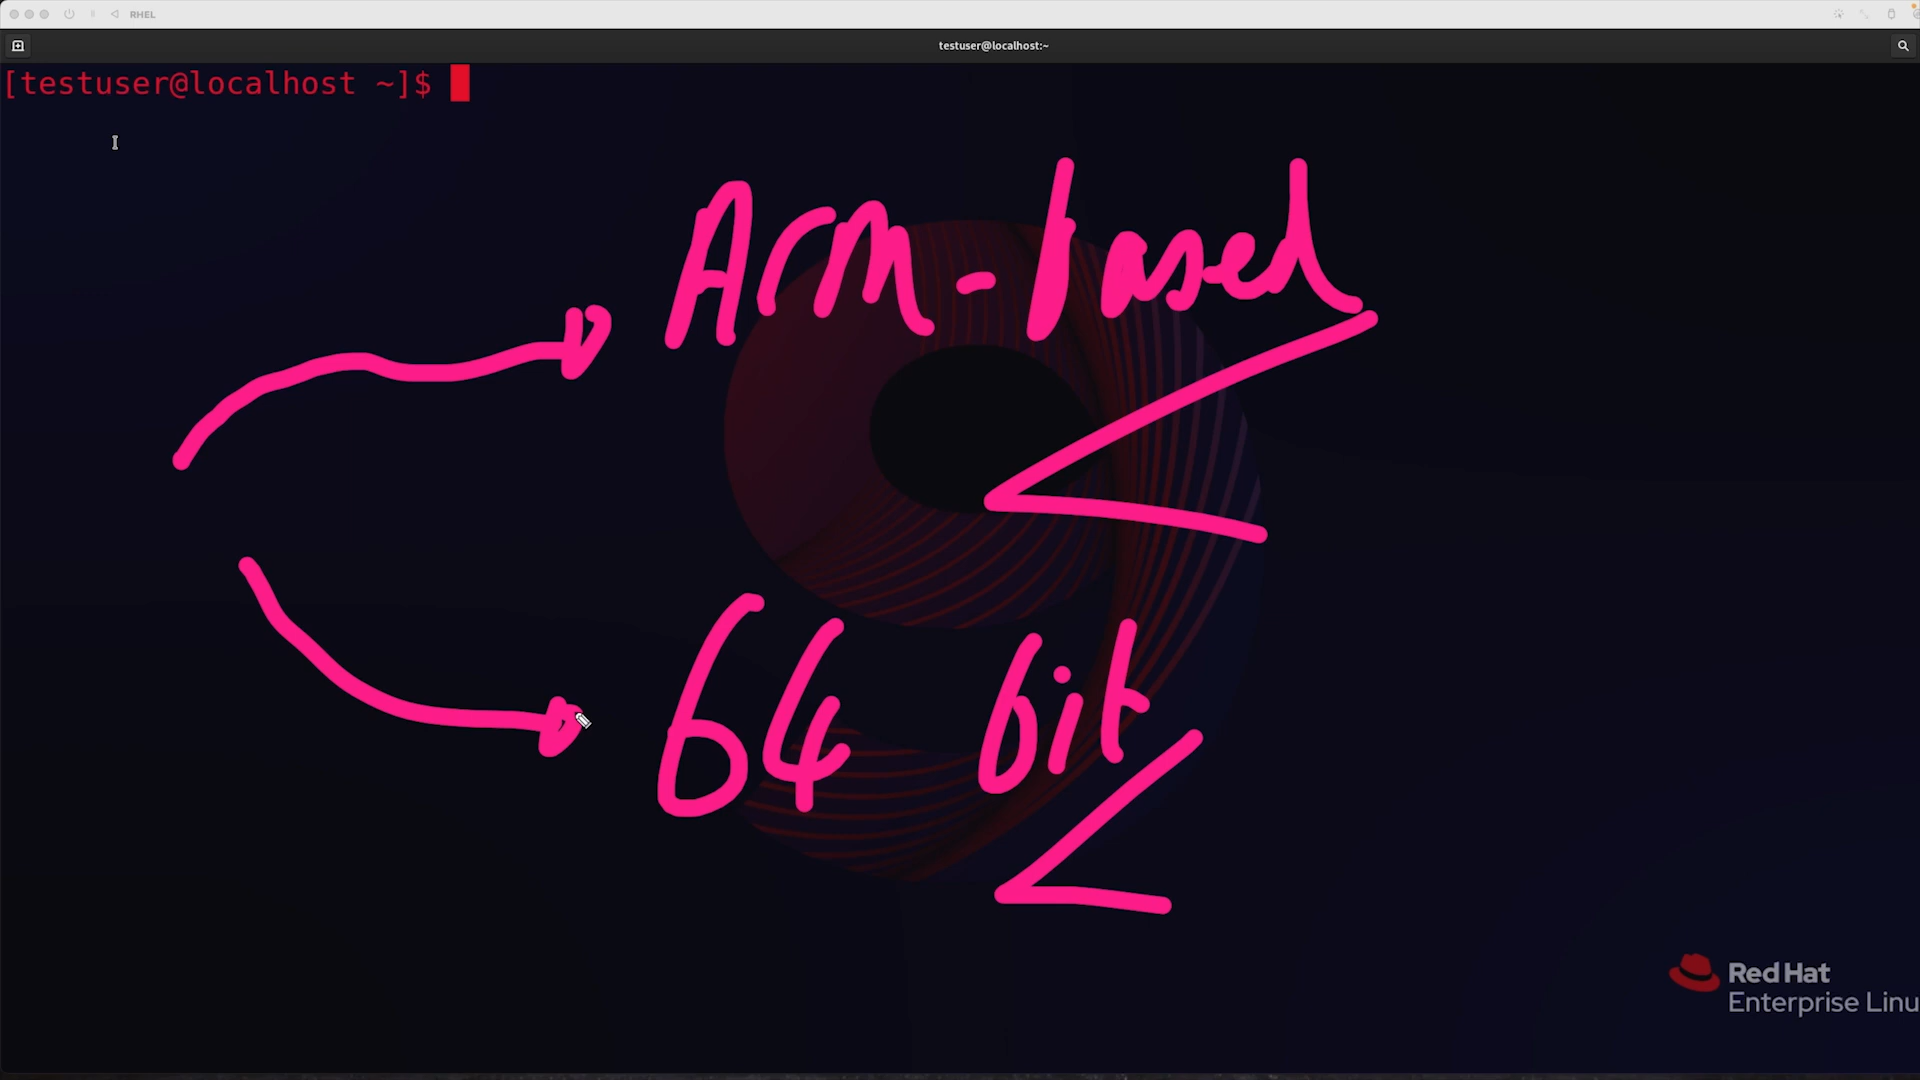 RHEL
testuser@localhost:~
[testuser@localhost ~]$
Arm-based
64 bit
Red Hat
Enterprise Linu